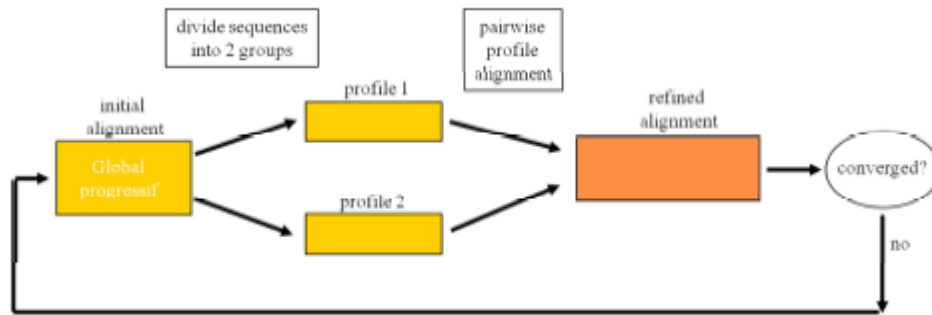 divide sequences
into 2 groups
pairwise
profile
alignment
initial
alignment
Global
progressif
profile 1
profile 2
refined
alignment
converged?
no